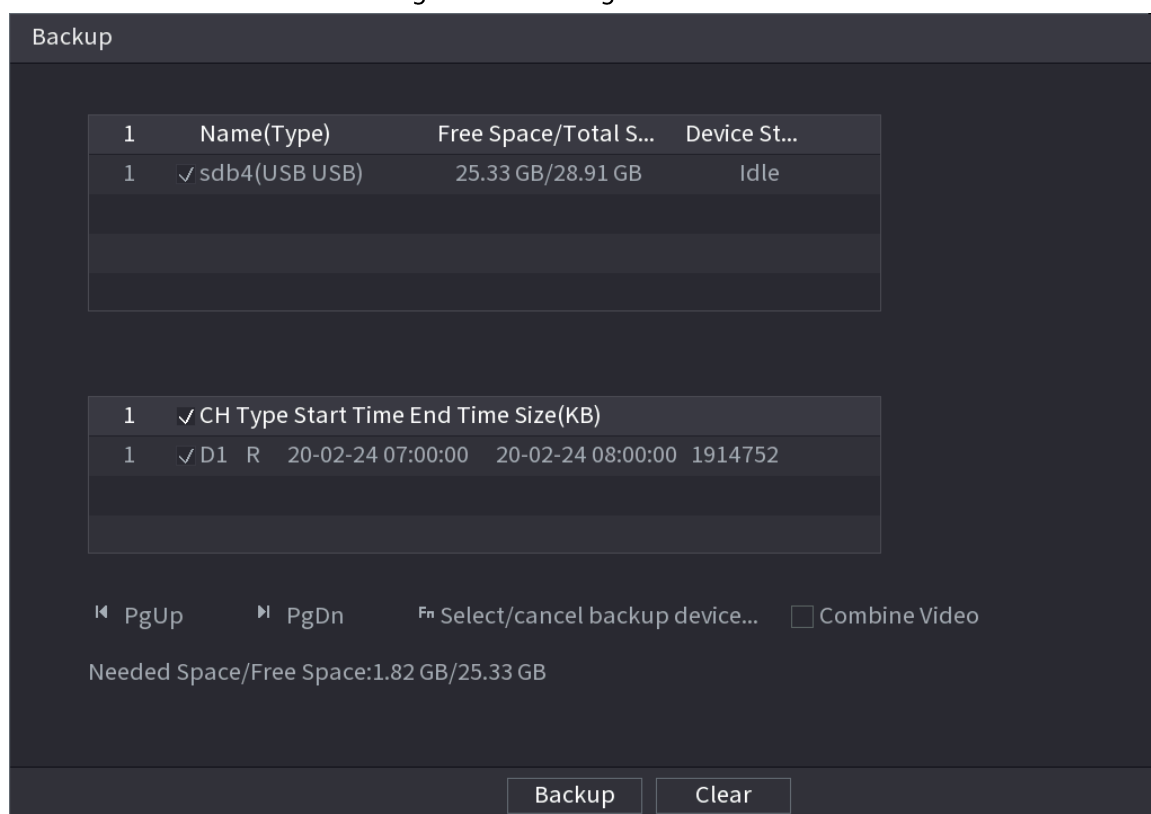 Backup
1 Name(Type) Free Space/Total S... Device St...
1 sdb4(USB USB) 25.33 GB/28.91 GB Idle
1 CH Type Start Time End Time Size(KB)
1 D1 R 20-02-24 07:00:00 20-02-24 08:00:00 1914752
PgUp PgDn Fn Select/cancel backup device... Combine Video
Needed Space/Free Space:1.82 GB/25.33 GB
Backup Clear